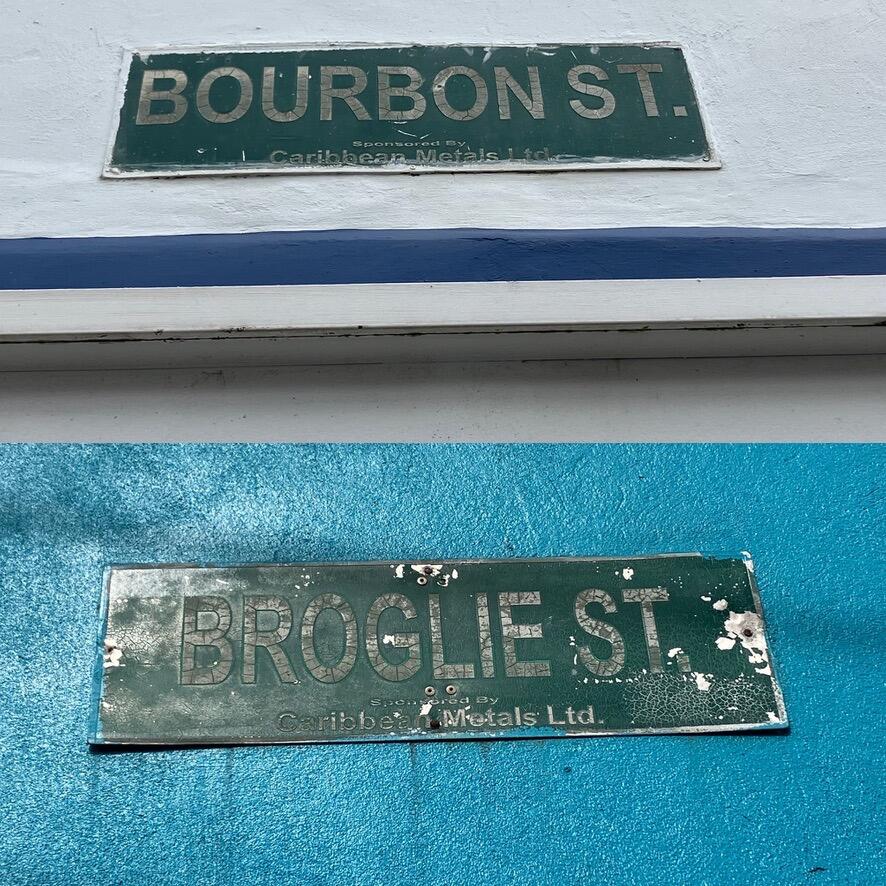 BOURBON ST.
Sponsored By
Caribbean Metals Ltd.
BROGLIE ST.
Sponsored By
Caribbean Metals Ltd.